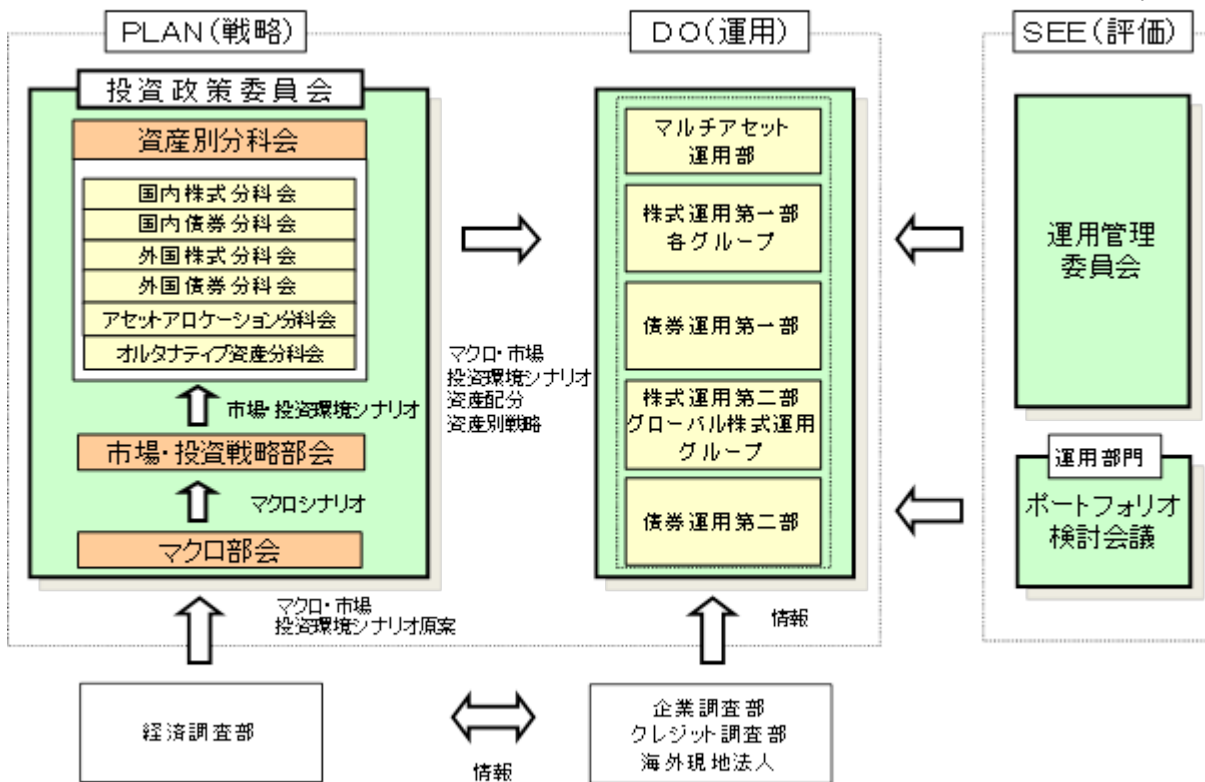 PLAN(戦略)
投資政策委員会
資産別分科会
国内株式分科会
国内債券分科会
外国株式分科会
外国債券分科会
アセットアロケーション分科会
オルタナティブ資産分科会
市場・投資環境シナリオ
市場・投資戦略部会
マクロシナリオ
マクロ部会
マクロ・市場
投資環境シナリオ原案
経済調査部
マクロ・市場
投資環境シナリオ
資産配分
資産別戦略
DO(運用)
マルチアセット
運用部
株式運用第一部
各グループ
債券運用第一部
株式運用第二部
グローバル株式運用
グループ
債券運用第二部
情報
企業調査部
クレジット調査部
海外現地法人
情報
SEE(評価)
運用管理
委員会
運用部門
ポートフォリオ
検討会議